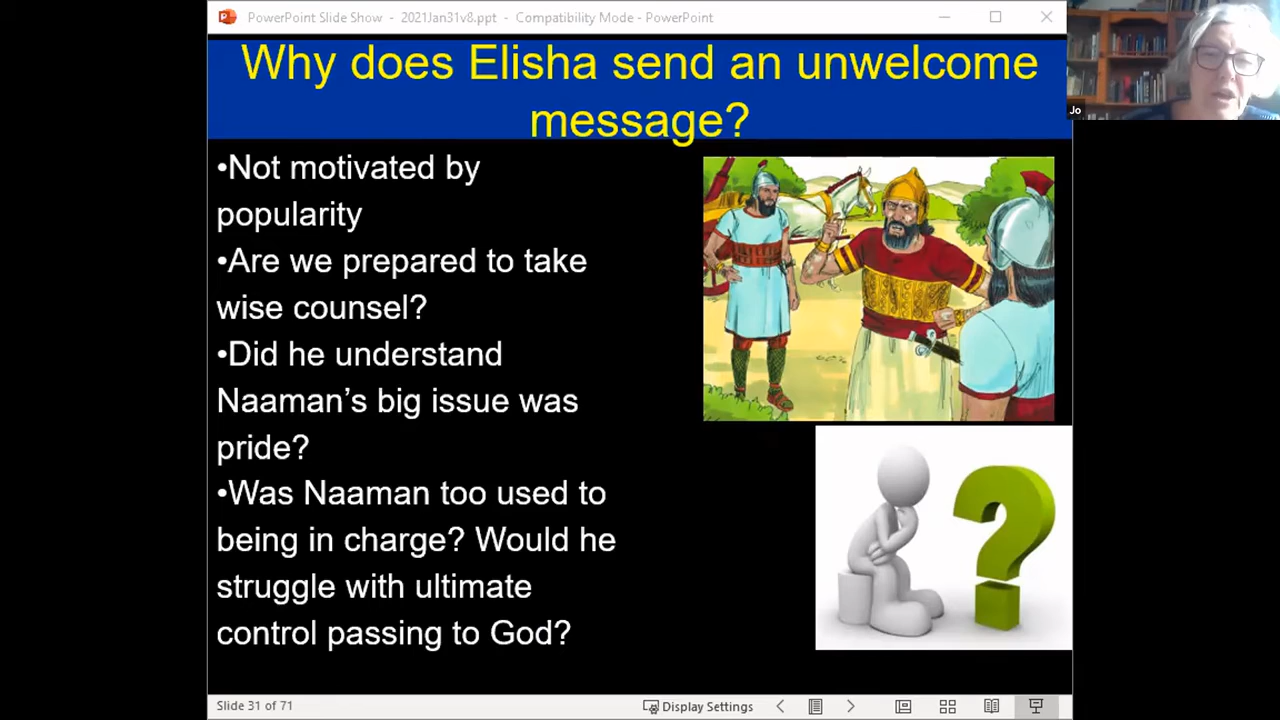 PowerPoint Slide Show - 2021Jan31v8.ppt - Compatibility Mode - PowerPoint
Why does Elisha send an unwelcome
message?
Jo
•Not motivated by
popularity
•Are we prepared to take
wise counsel?
•Did he understand
Naaman's big issue was
pride?
•Was Naaman too used to
being in charge? Would he
struggle with ultimate
control passing to God?
?
Slide 31 of 71
Display Settings